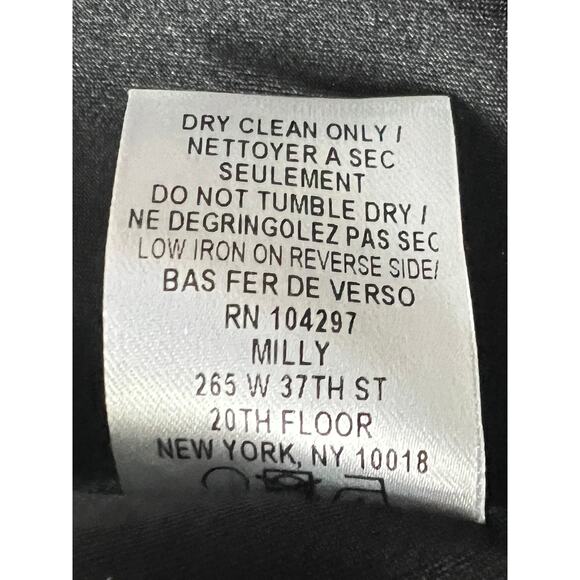 DRY CLEAN ONLY /
NETTOYER A SEC
SEULEMENT
DO NOT TUMBLE DRY /
NE DEGRINGOLEZ PAS SEC
LOW IRON ON REVERSE SIDE/
BAS FER DE VERSO
RN 104297
MILLY
265 W 37TH ST
20TH FLOOR
NEW YORK, NY 10018